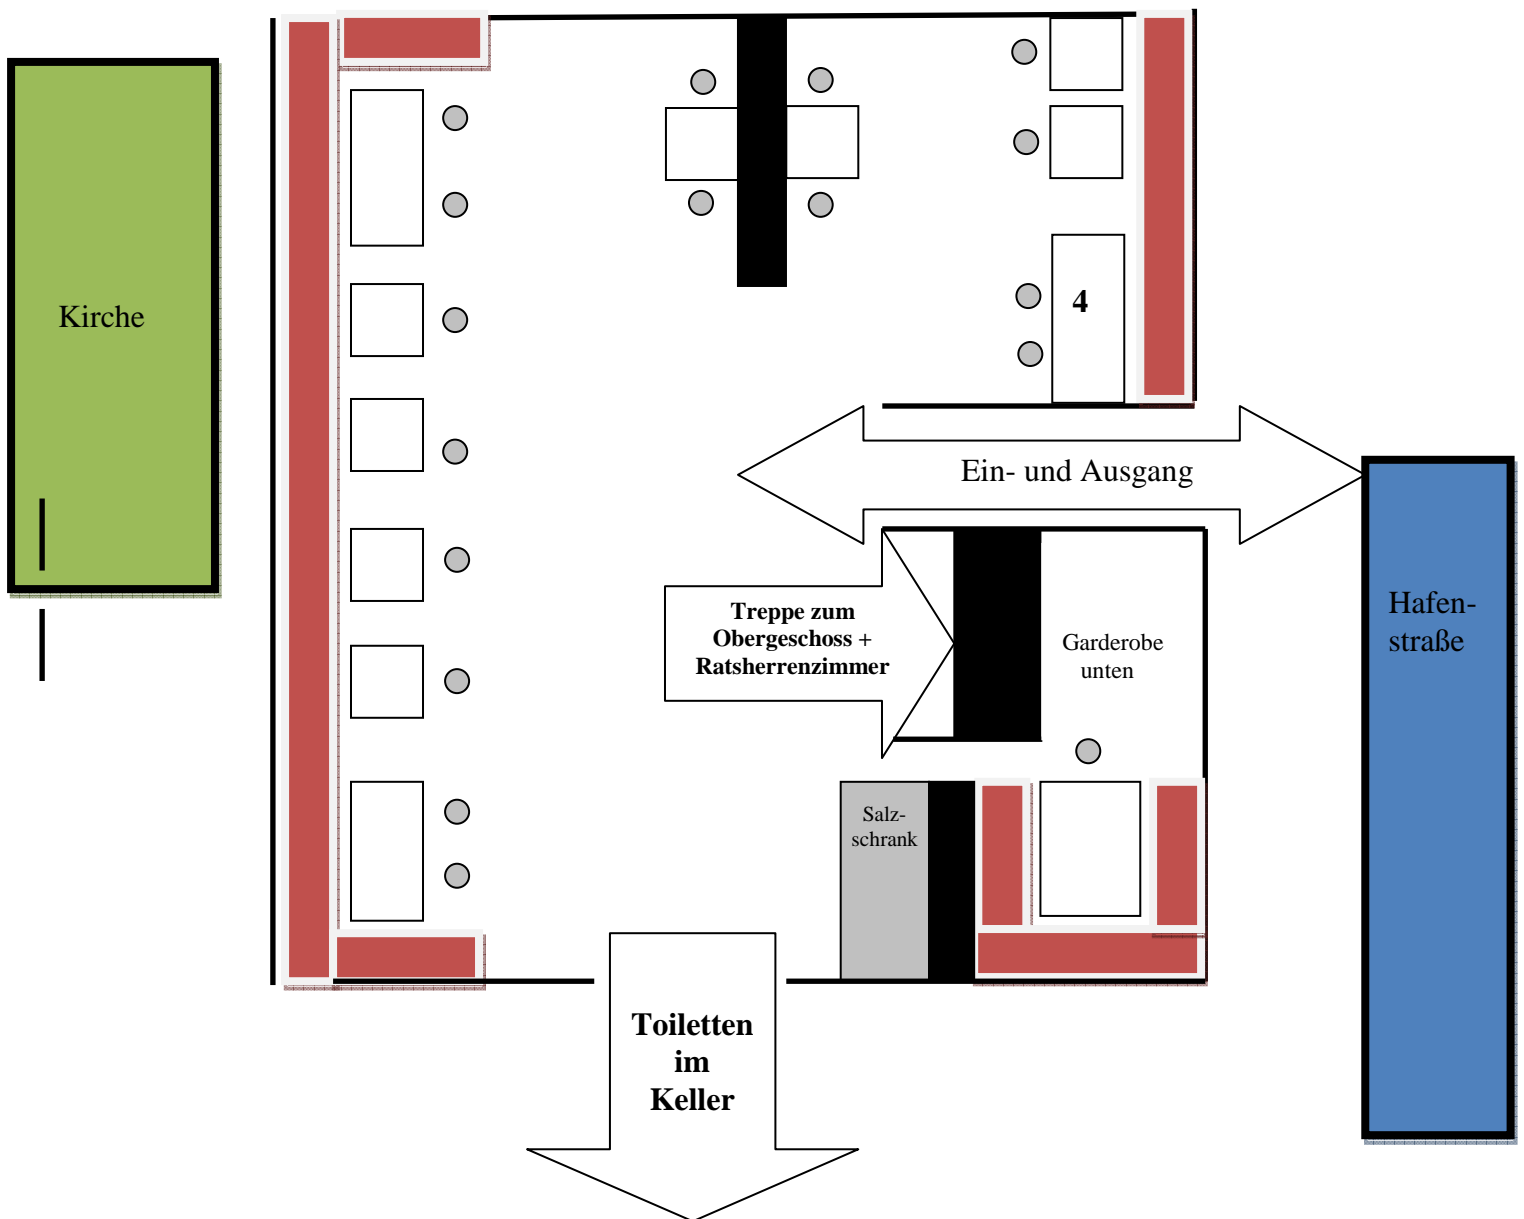 Kirche
4
Ein- und Ausgang
Treppe zum
Obergeschoss +
Ratsherrenzimmer
Garderobe
unten
Hafen-
straße
Salz-
schrank
Toiletten
im
Keller